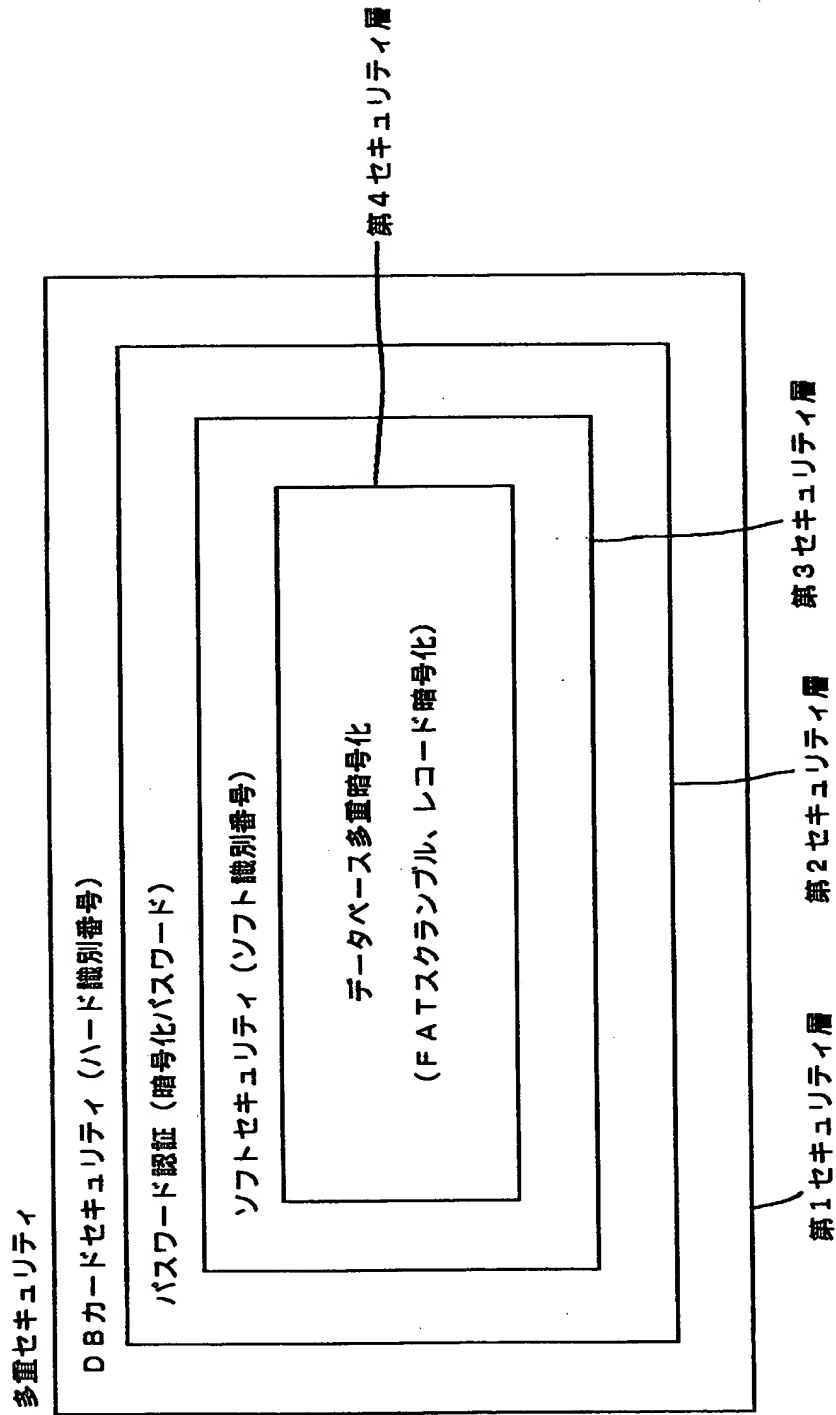 多重セキュリティ
DBカードセキュリティ（ハード識別番号）
パスワード認証（暗号化パスワード）
ソフトセキュリティ（ソフト識別番号）
データベース多重暗号化
（FATスクランブル、レコード暗号化）
第1セキュリティ層
第2セキュリティ層
第3セキュリティ層
第4セキュリティ層